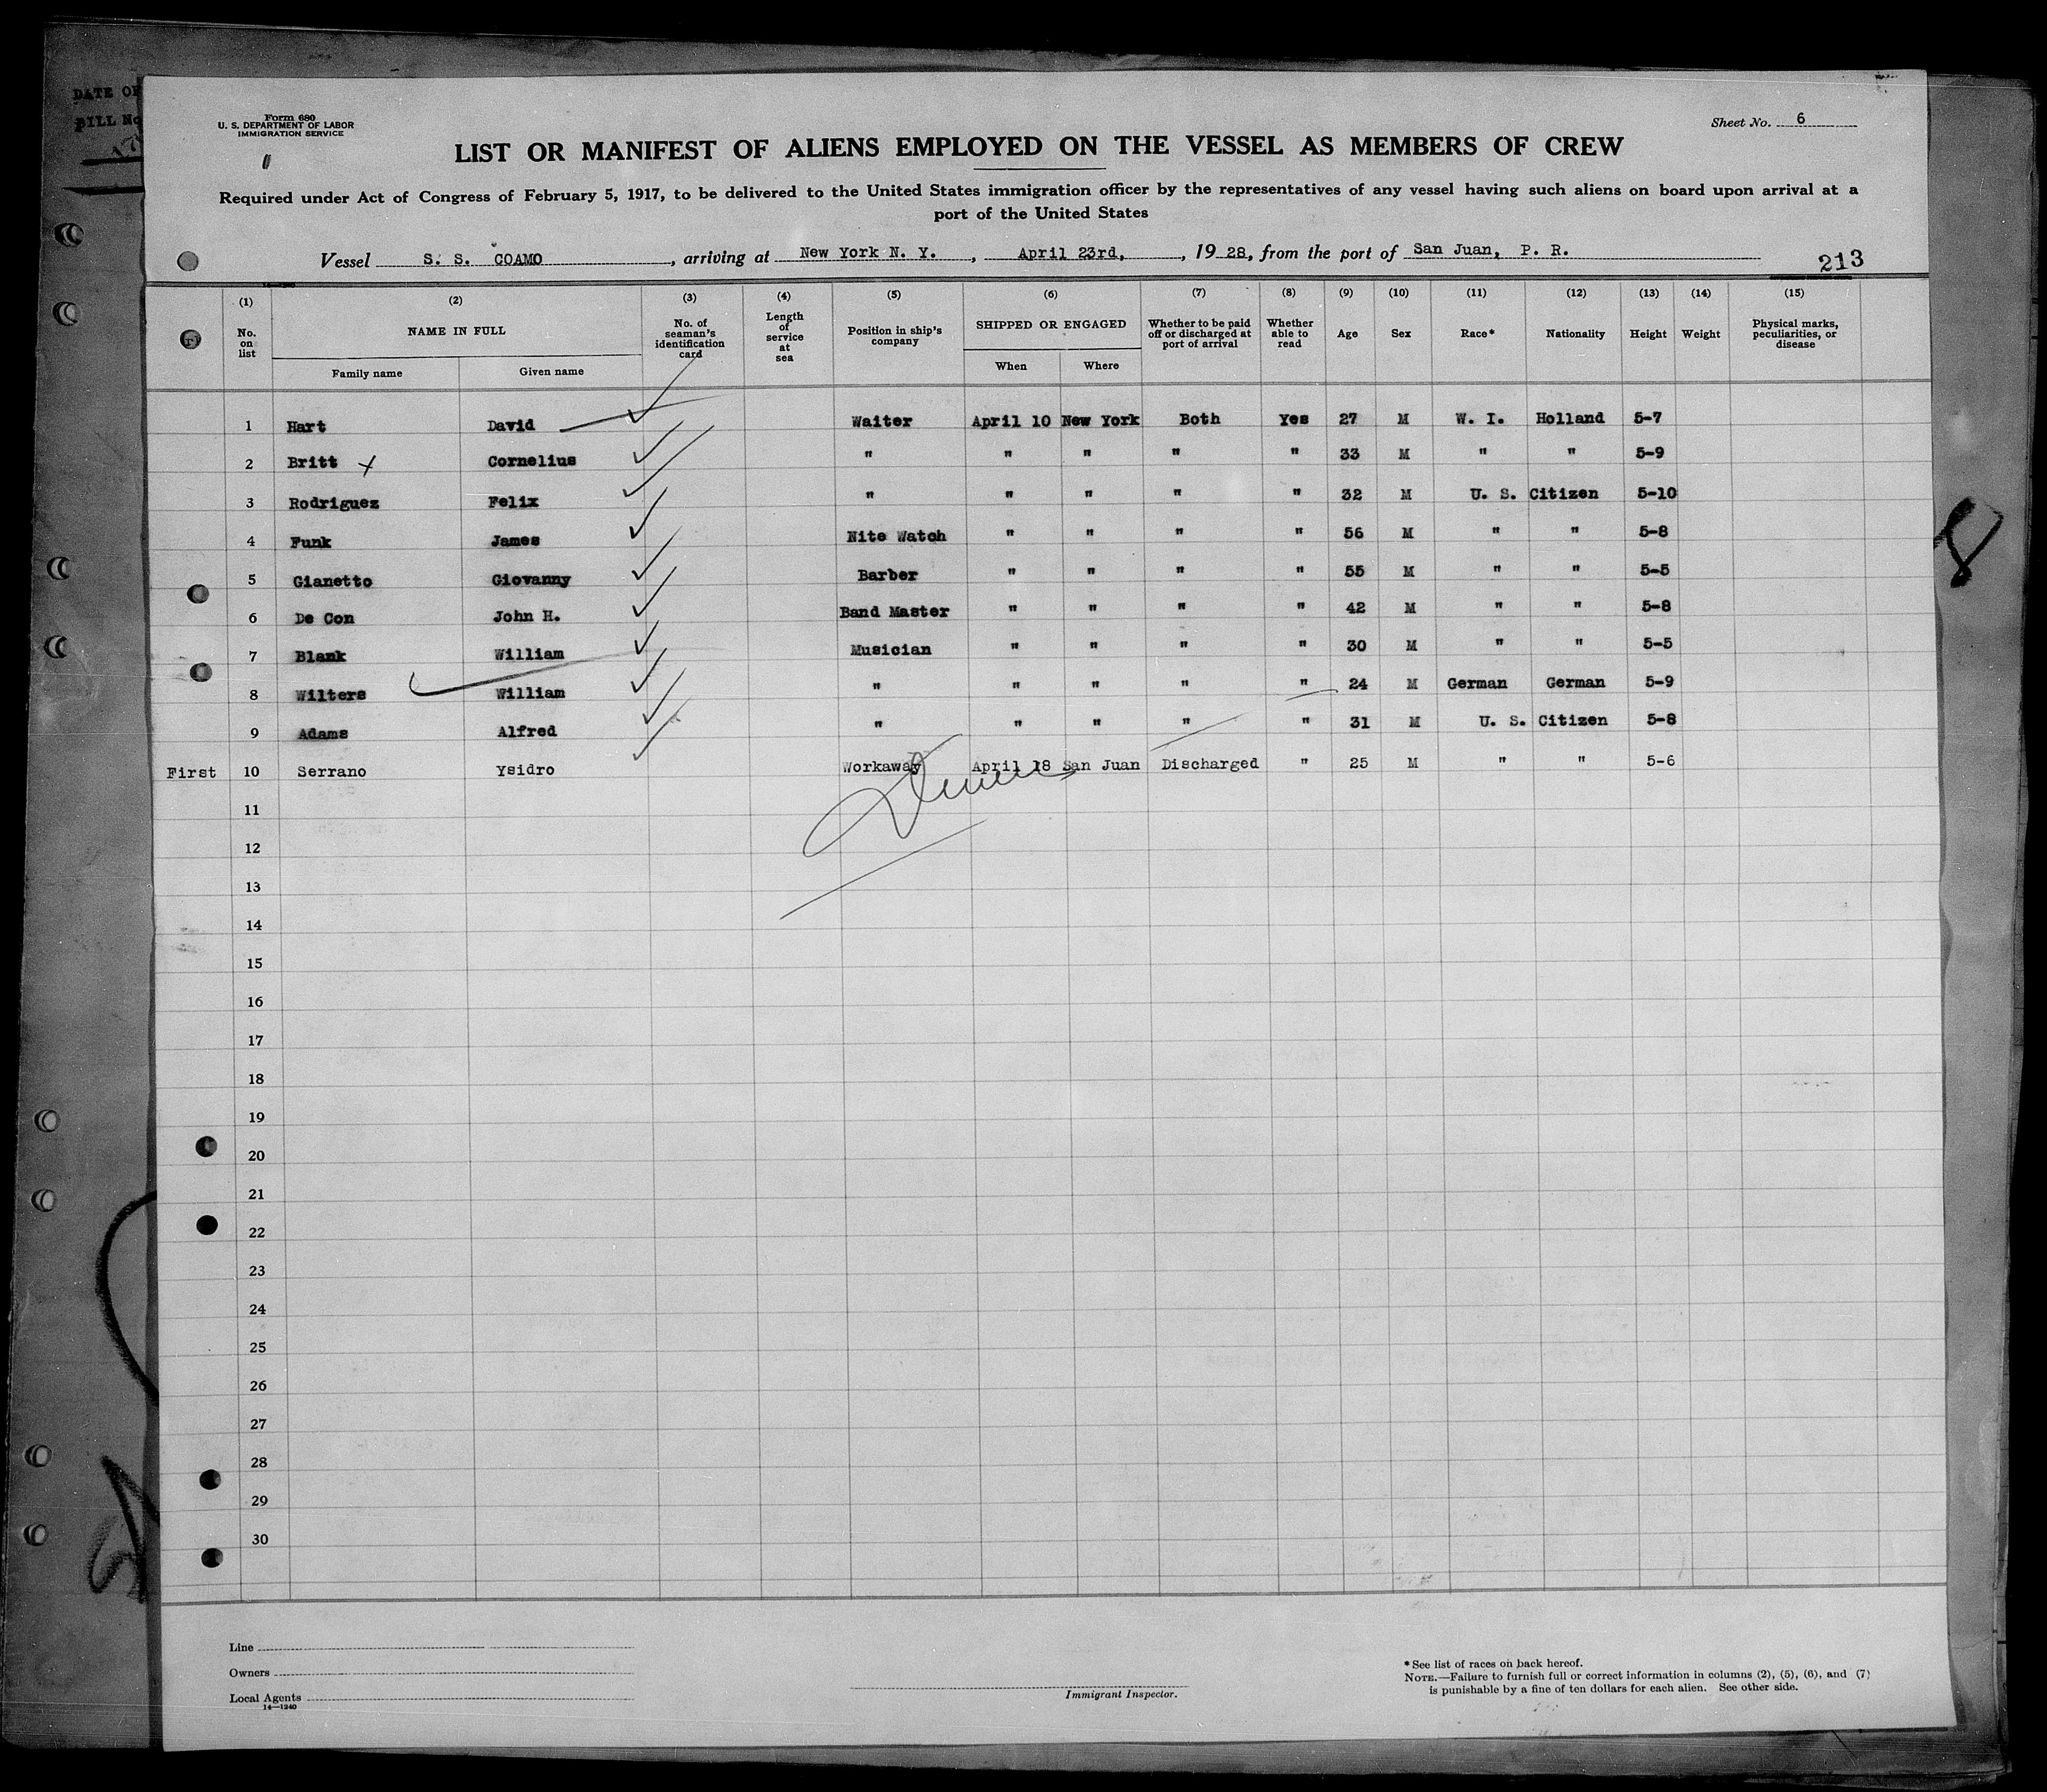 DATE OF
BILL No
Form 680
U. S. DEPARTMENT OF LABOR
IMMIGRATION SERVICE
Sheet No. 6
LIST OR MANIFEST OF ALIENS EMPLOYED ON THE VESSEL AS MEMBERS OF CREW
Required under Act of Congress of February 5, 1917, to be delivered to the United States immigration officer by the representatives of any vessel having such aliens on board upon arrival at a
port of the United States
Vessel S. S. COAMO, arriving at New York N. Y., April 23rd, , 1928, from the port of San Juan, P. R.
213
(1) (2) (3) (4) (5) (6) (7) (8) (9) (10) (11) (12) (13) (14) (15)
No. on list NAME IN FULL No. of seaman's identification card Length of service at sea Position in ship's company SHIPPED OR ENGAGED Whether to be paid off or discharged at port of arrival Whether able to read Age Sex Race* Nationality Height Weight Physical marks, peculiarities, or disease
Family name Given name When Where
1 Hart David Waiter April 10 New York Both Yes 27 M W. I. Holland 5-7
2 Britt x Cornelius " " " " " 33 M " " 5-9
3 Rodriguez Felix " " " " " 32 M U. S. Citizen 5-10
4 Funk James Nite Watch " " " " 56 M " " 5-8
5 Gianetto Giovanny Barber " " " " 55 M " " 5-5
6 De Con John H. Band Master " " " " 42 M " " 5-8
7 Blank William Musician " " " " 30 M " " 5-5
8 Wilters William " " " " " 24 M German German 5-9
9 Adams Alfred " " " " " 31 M U. S. Citizen 5-8
First 10 Serrano Ysidro Workaway April 18 San Juan Discharged " 25 M " " 5-6
11
12
13
14
15
16
17
18
19
20
21
22
23
24
25
26
27
28
29
30
8
Line
Owners
Local Agents
14—1240
Immigrant Inspector.
* See list of races on back hereof.
NOTE.—Failure to furnish full or correct information in columns (2), (5), (6), and (7)
is punishable by a fine of ten dollars for each alien. See other side.